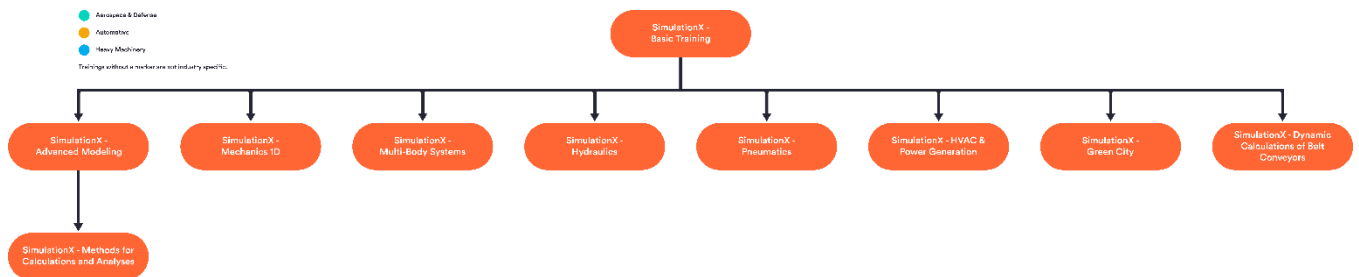 Aerospace & Defense
Automotive
Heavy Machinery
Trainings without a marker are not industry specific.
SimulationX -
Basic Training
SimulationX -
Advanced Modeling
SimulationX -
Mechanics 1D
SimulationX -
Multi-Body Systems
SimulationX -
Hydraulics
SimulationX -
Pneumatics
SimulationX - HVAC &
Power Generation
SimulationX -
Green City
SimulationX - Dynamic
Calculations of Belt
Conveyors
SimulationX - Methods for
Calculations and Analyses